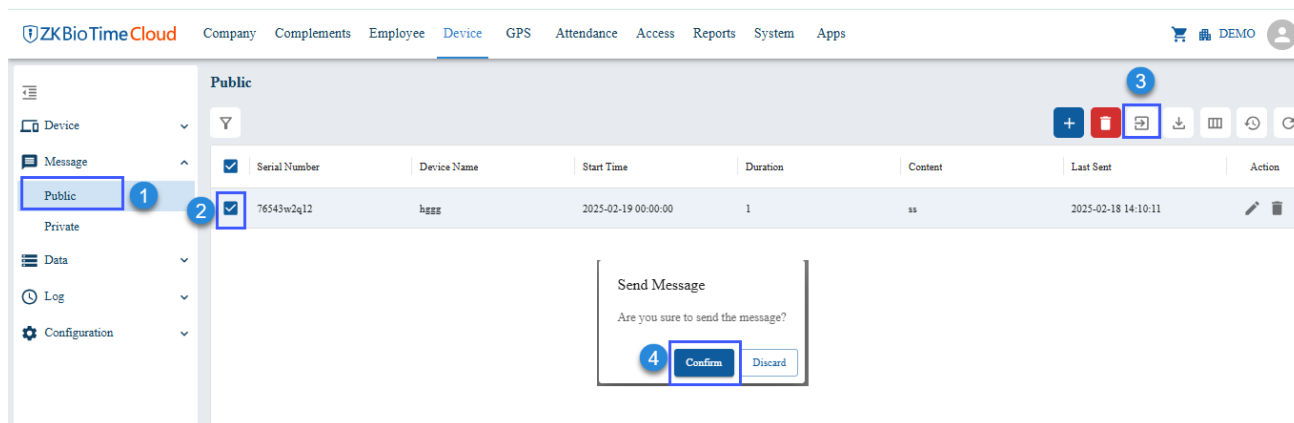 ZKBioTime Cloud Company Complements Employee Device GPS Attendance Access Reports System Apps DEMO
Public
3
Device
Message
Serial Number Device Name Start Time Duration Content Last Sent Action
Public 1
2 76543w2q12 hggg 2025-02-19 00:00:00 1 ss 2025-02-18 14:10:11
Private
Data
Log
Configuration
Send Message
Are you sure to send the message?
4 Confirm Discard